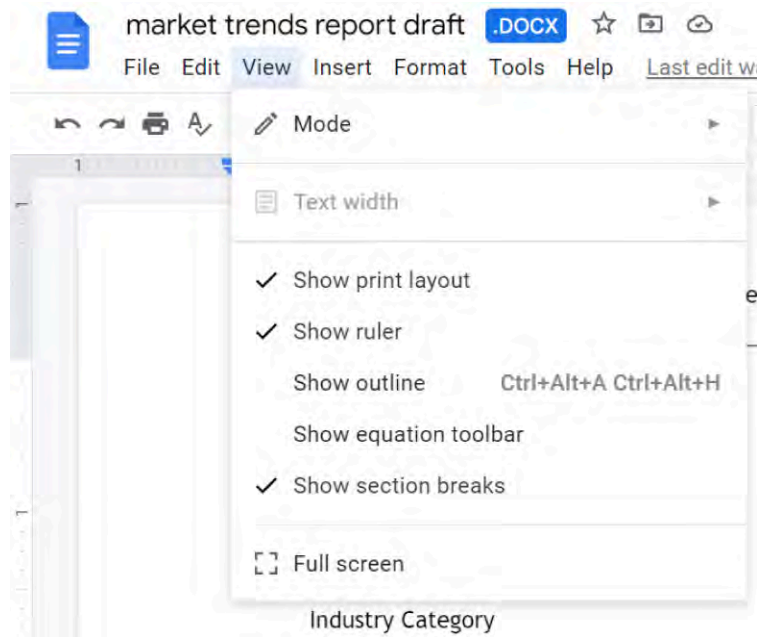 market trends report draft .DOCX
File Edit View Insert Format Tools Help Last edit
Mode
1
Text width
Show print layout
Show ruler
Show outline Ctrl+Alt+A Ctrl+Alt+H
Show equation toolbar
Show section breaks
1
Full screen
Industry Category